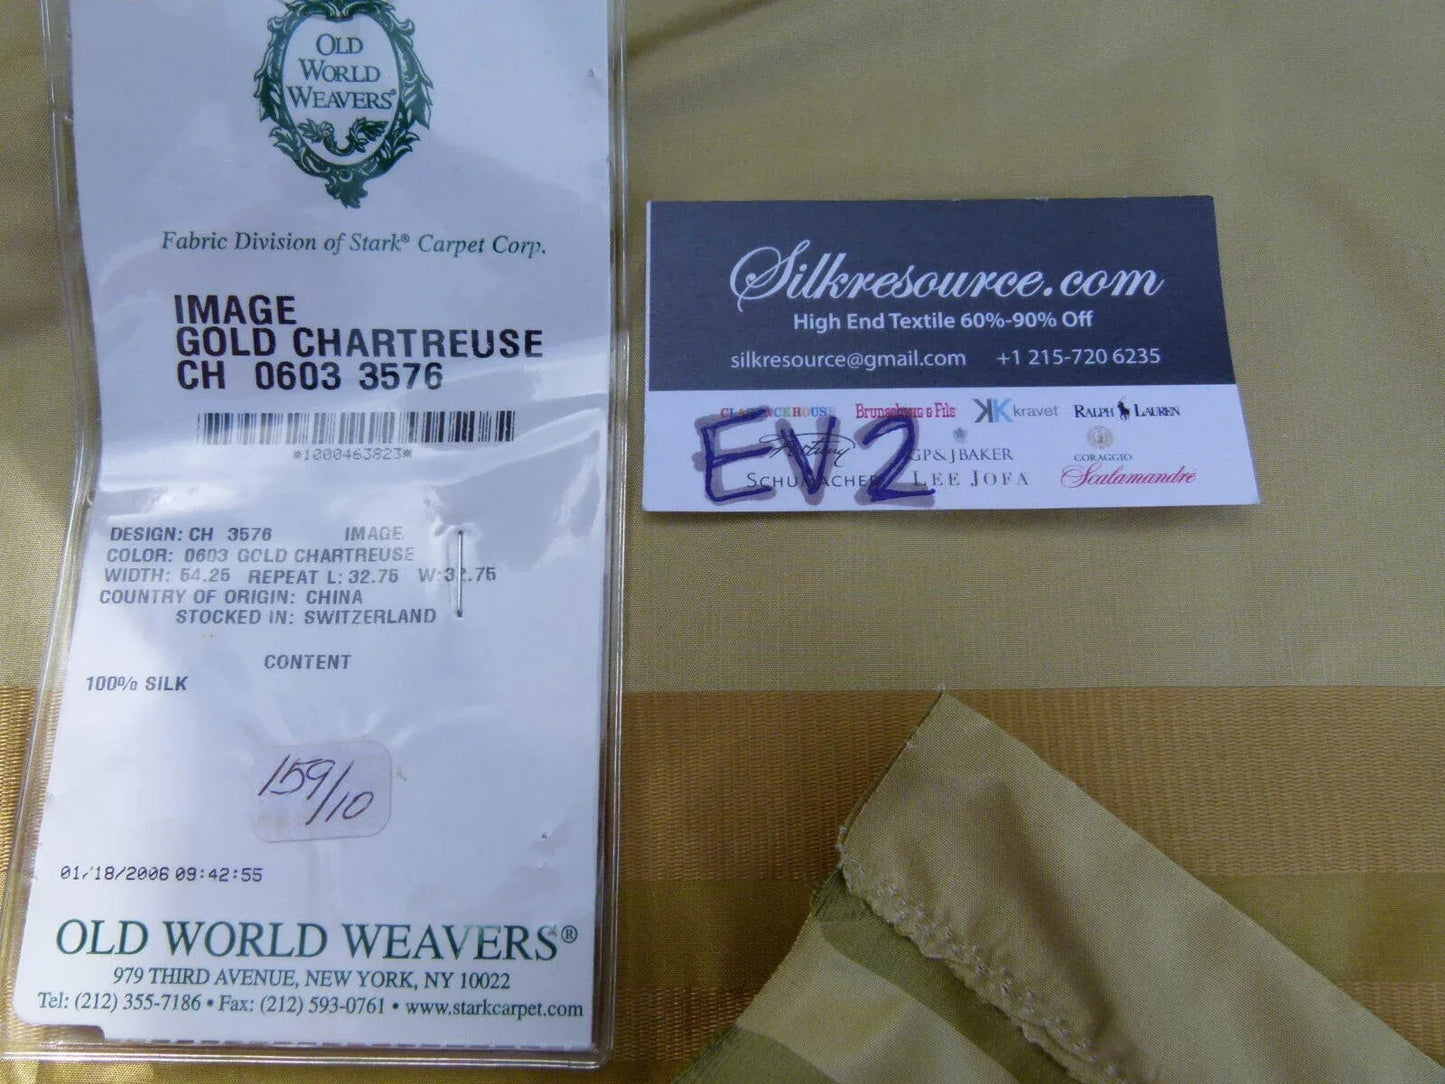 OLD
WORLD
WEAVERS®
Fabric Division of Stark® Carpet Corp.
IMAGE
GOLD CHARTREUSE
CH 0603 3576
*1000463823*
DESIGN: CH 3576 IMAGE
COLOR: 0603 GOLD CHARTREUSE
WIDTH: 54.25 REPEAT L: 32.75 W: 32.75
COUNTRY OF ORIGIN: CHINA
STOCKED IN: SWITZERLAND
CONTENT
100% SILK
159/10
01/18/2006 09:42:55
OLD WORLD WEAVERS®
979 THIRD AVENUE, NEW YORK, NY 10022
Tel: (212) 355-7186 • Fax: (212) 593-0761 • www.starkcarpet.com
Silkresource.com
High End Textile 60%-90% Off
silkresource@gmail.com +1 215-720 6235
CLARENCE HOUSE Brunschwig & Fils kravet RALPH LAUREN
EV2
GP & J BAKER CORAGGIO
SCHUMACHER LEE JOFA Scalamandre